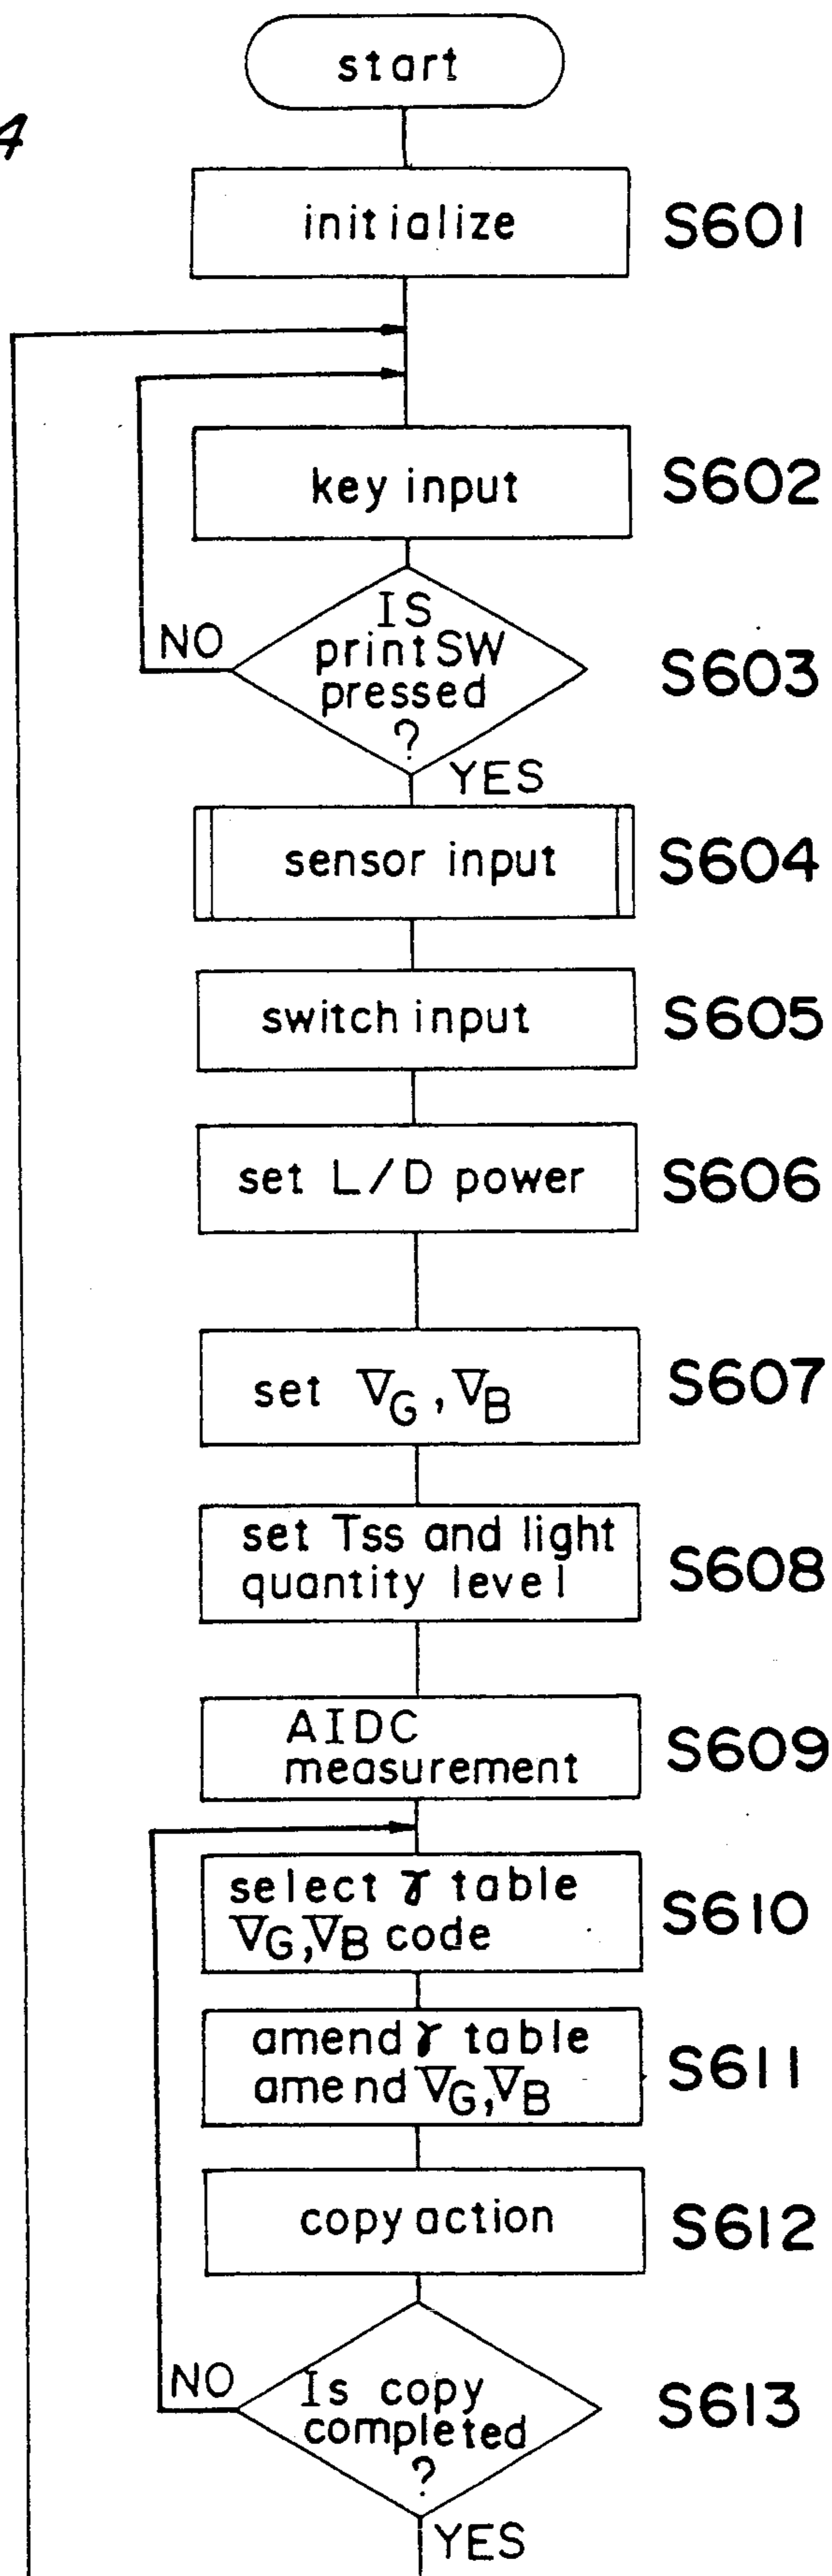 4
start
initialize S601
key input S602
IS
print SW
pressed
?
S603
NO
YES
sensor input S604
switch input S605
set L/D power S606
set V̅G, V̅B S607
set Tss and light
quantity level
S608
AIDC
measurement
S609
select γ table
V̅G, V̅B code
S610
amend γ table
amend V̅G, V̅B
S611
copy action S612
NO
Is copy
completed
?
S613
YES